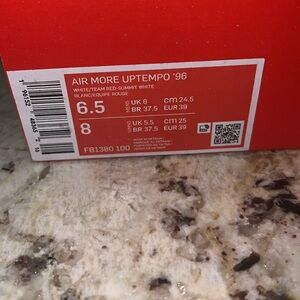 AIR MORE UPTEMPO '96
WHITE/TEAM RED-SUMMIT WHITE
BLANC/EQUIPE ROUGE
6.5 UK 6 CM 24.5
BR 37.5 EUR 39
8 UK 5.5 CM 25
BR 37.5 EUR 39
FB1380 100